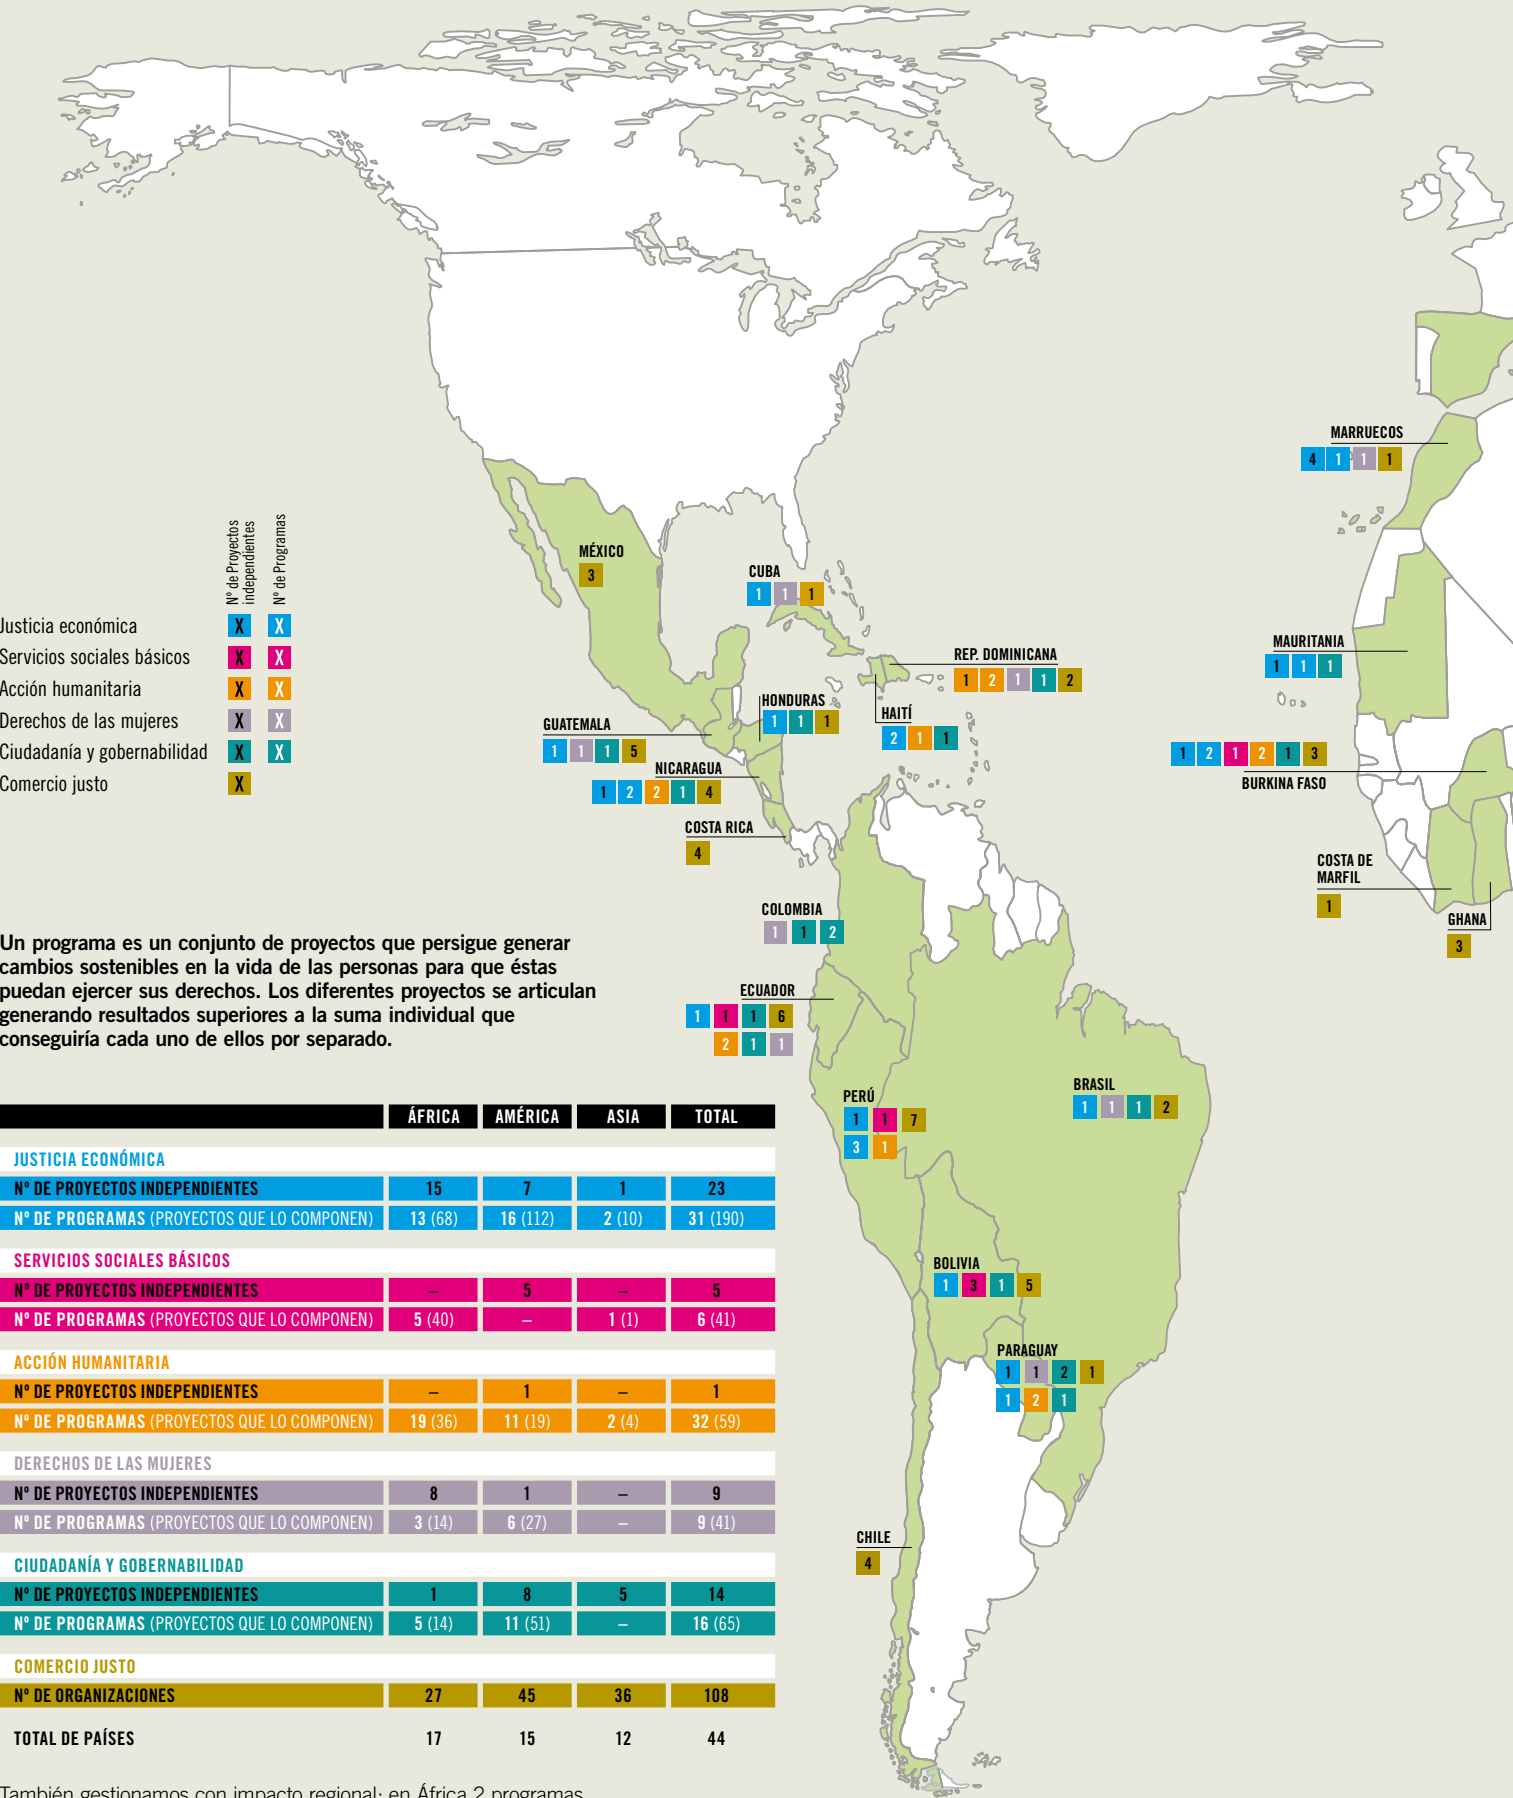 MARRUECOS
4 1 1 1
MÉXICO
3
CUBA
1 1 1
Nº de Proyectos
independientes
Nº de Programas
Justicia económica X X
Servicios sociales básicos X X
Acción humanitaria X X
Derechos de las mujeres X X
Ciudadanía y gobernabilidad X X
Comercio justo X
REP. DOMINICANA
1 2 1 1 2
MAURITANIA
1 1 1
HONDURAS
1 1 1
HAITÍ
2 1 1
GUATEMALA
1 1 1 5
NICARAGUA
1 2 2 1 4
1 2 1 2 1 3
BURKINA FASO
COSTA RICA
4
COSTA DE
MARFIL
1
GHANA
3
COLOMBIA
1 1 2
Un programa es un conjunto de proyectos que persigue generar
cambios sostenibles en la vida de las personas para que éstas
puedan ejercer sus derechos. Los diferentes proyectos se articulan
generando resultados superiores a la suma individual que
conseguiría cada uno de ellos por separado.
ECUADOR
1 1 1 6
2 1 1
PERÚ
1 1 7
3 1
BRASIL
1 1 1 2
BOLIVIA
1 3 1 5
PARAGUAY
1 1 2 1
1 2 1
CHILE
4
ÁFRICA AMÉRICA ASIA TOTAL
JUSTICIA ECONÓMICA
Nº DE PROYECTOS INDEPENDIENTES 15 7 1 23
Nº DE PROGRAMAS (PROYECTOS QUE LO COMPONEN) 13 (68) 16 (112) 2 (10) 31 (190)
SERVICIOS SOCIALES BÁSICOS
Nº DE PROYECTOS INDEPENDIENTES – 5 – 5
Nº DE PROGRAMAS (PROYECTOS QUE LO COMPONEN) 5 (40) – 1 (1) 6 (41)
ACCIÓN HUMANITARIA
Nº DE PROYECTOS INDEPENDIENTES – 1 – 1
Nº DE PROGRAMAS (PROYECTOS QUE LO COMPONEN) 19 (36) 11 (19) 2 (4) 32 (59)
DERECHOS DE LAS MUJERES
Nº DE PROYECTOS INDEPENDIENTES 8 1 – 9
Nº DE PROGRAMAS (PROYECTOS QUE LO COMPONEN) 3 (14) 6 (27) – 9 (41)
CIUDADANÍA Y GOBERNABILIDAD
Nº DE PROYECTOS INDEPENDIENTES 1 8 5 14
Nº DE PROGRAMAS (PROYECTOS QUE LO COMPONEN) 5 (14) 11 (51) – 16 (65)
COMERCIO JUSTO
Nº DE ORGANIZACIONES 27 45 36 108
TOTAL DE PAÍSES 17 15 12 44
También gestionamos con impacto regional: en África 2 programas